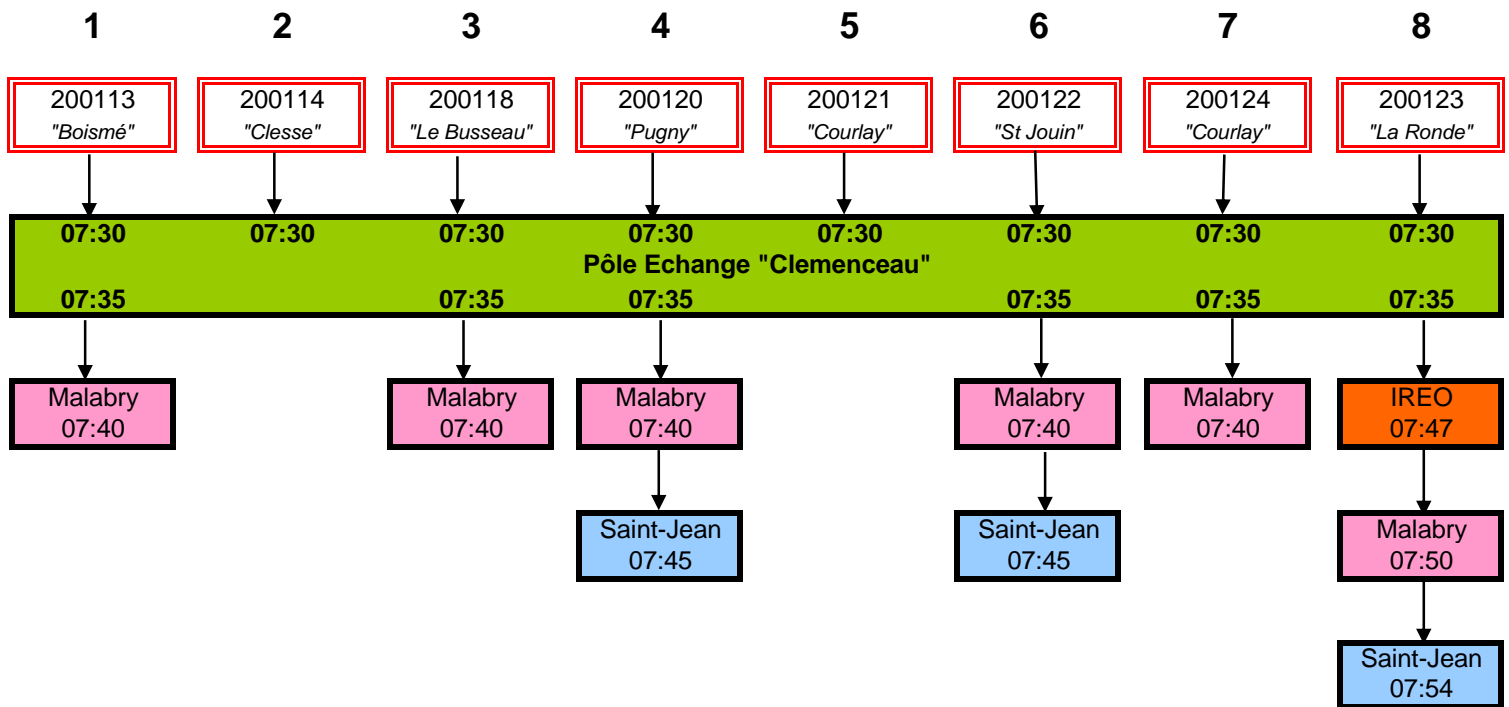 1 2 3 4 5 6 7 8
200113 200114 200118 200120 200121 200122 200124 200123
"Boismé" "Clesse" "Le Busseau" "Pugny" "Courlay" "St Jouin" "Courlay" "La Ronde"
07:30 07:30 07:30 07:30 07:30 07:30 07:30 07:30
Pôle Echange "Clemenceau"
07:35 07:35 07:35 07:35 07:35 07:35
Malabry Malabry Malabry Malabry Malabry IREO
07:40 07:40 07:40 07:40 07:40 07:47
Saint-Jean Saint-Jean Malabry
07:45 07:45 07:50
Saint-Jean
07:54